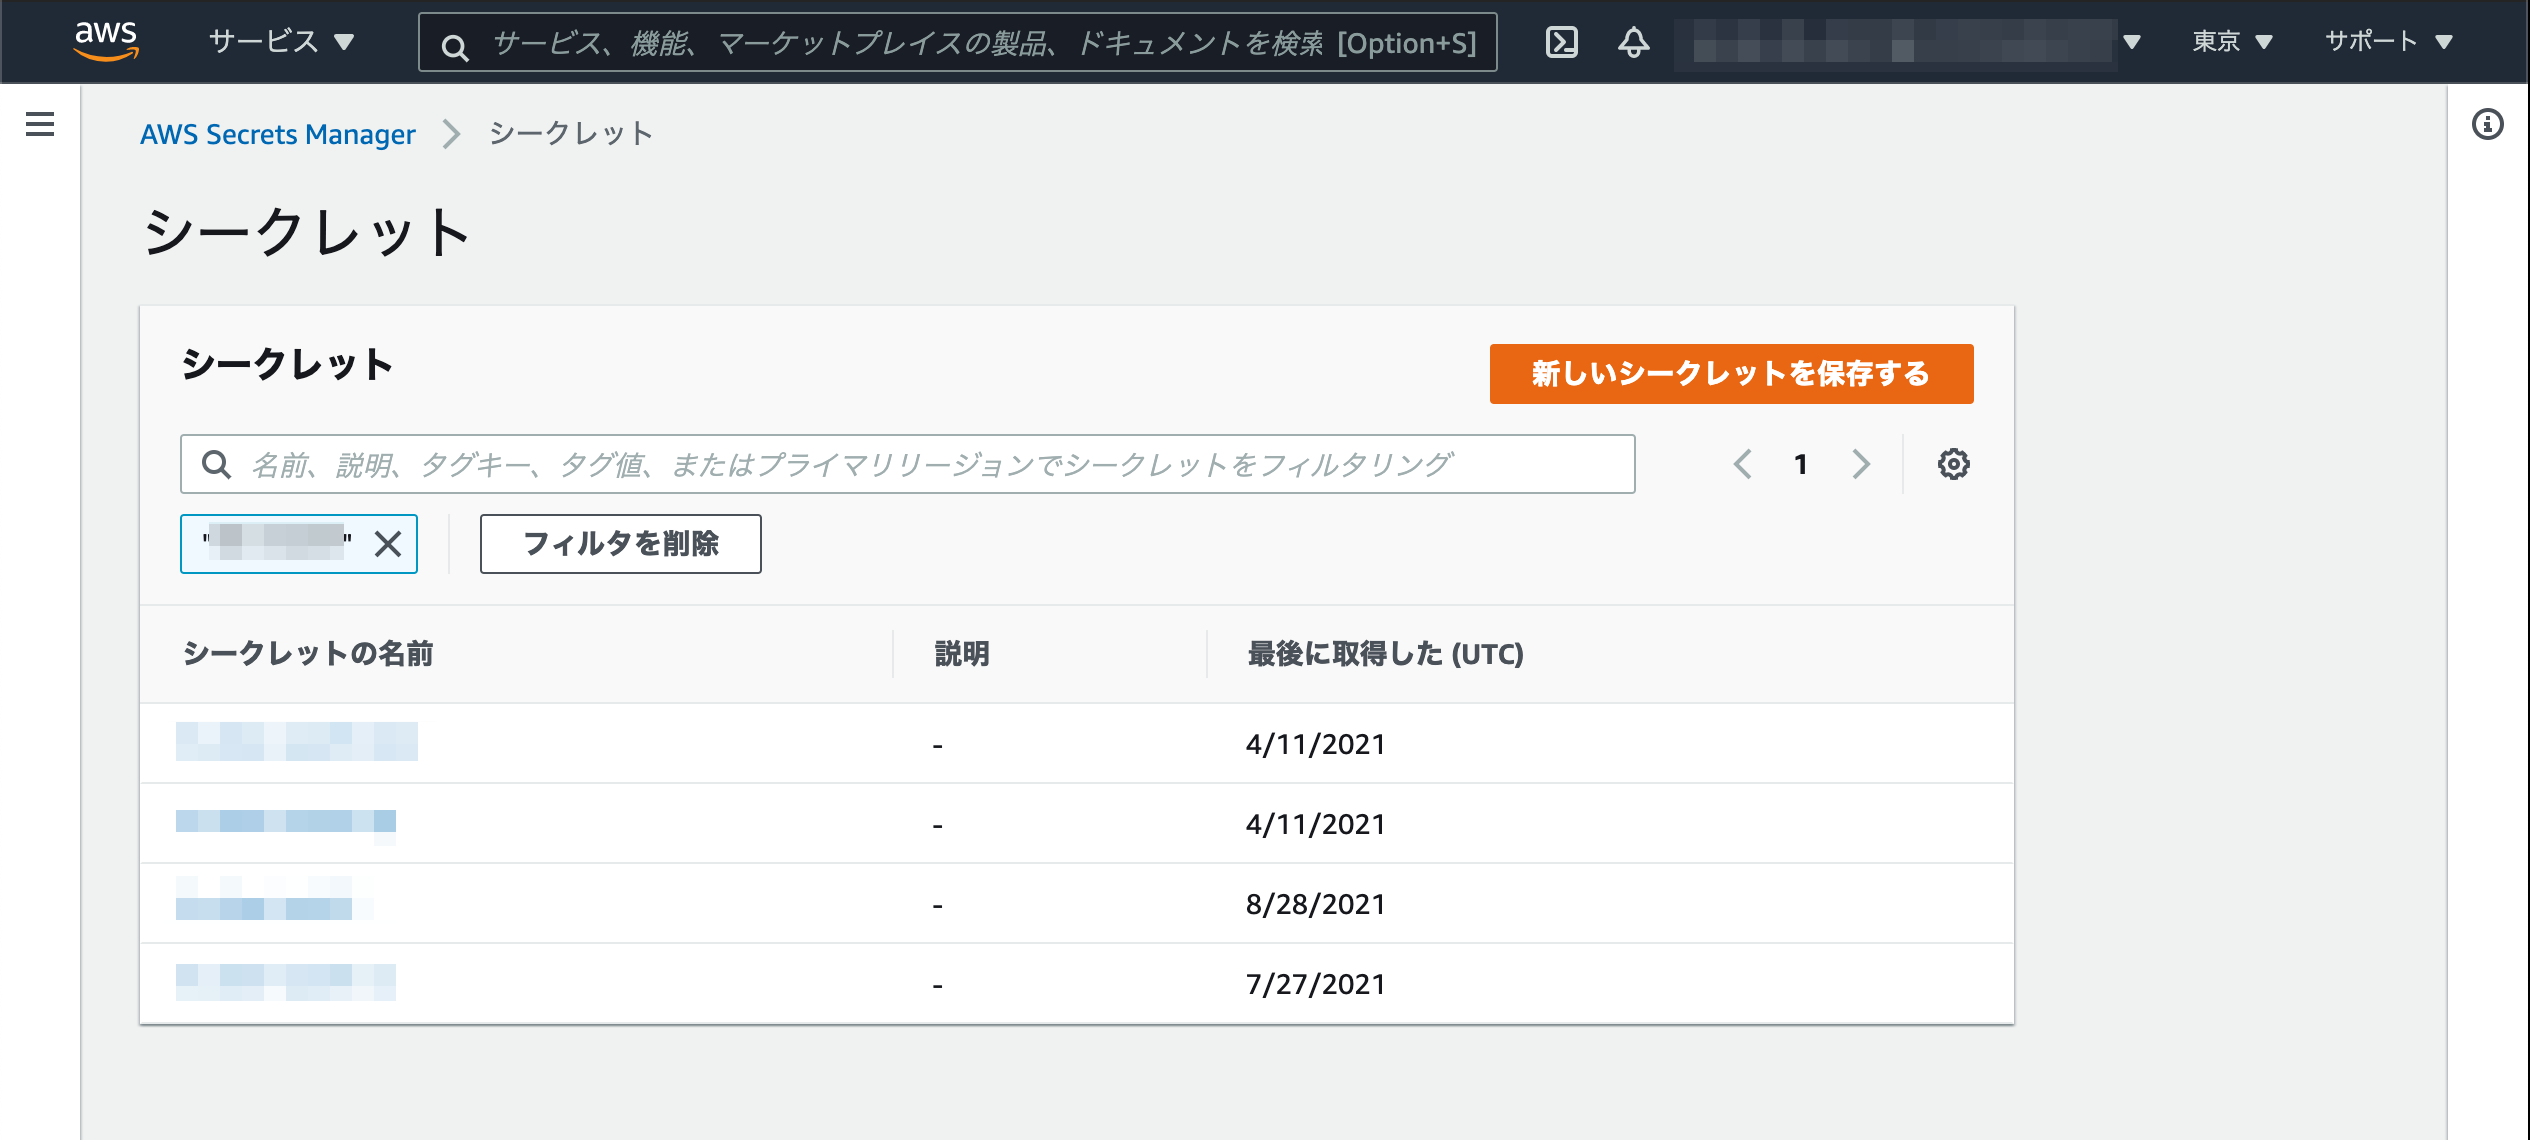 aws サービス サービス、機能、マーケットプレイスの製品、ドキュメントを検索 [Option+S] 東京 サポート
AWS Secrets Manager シークレット
シークレット
シークレット 新しいシークレットを保存する
名前、説明、タグキー、タグ値、またはプライマリリージョンでシークレットをフィルタリング 1
" " フィルタを削除
シークレットの名前 説明 最後に取得した (UTC)
- 4/11/2021
- 4/11/2021
- 8/28/2021
- 7/27/2021